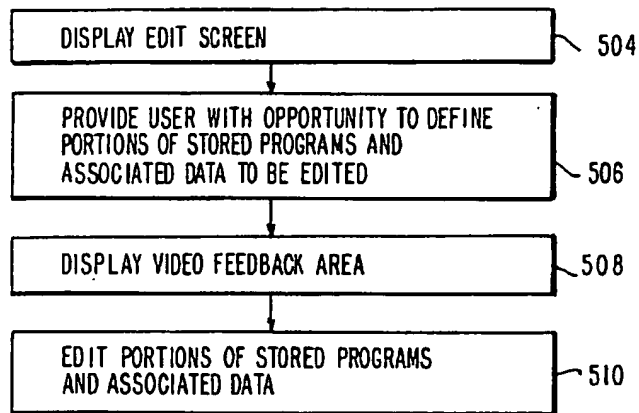 DISPLAY EDIT SCREEN
504
PROVIDE USER WITH OPPORTUNITY TO DEFINE
PORTIONS OF STORED PROGRAMS AND
ASSOCIATED DATA TO BE EDITED
506
DISPLAY VIDEO FEEDBACK AREA
508
EDIT PORTIONS OF STORED PROGRAMS
AND ASSOCIATED DATA
510